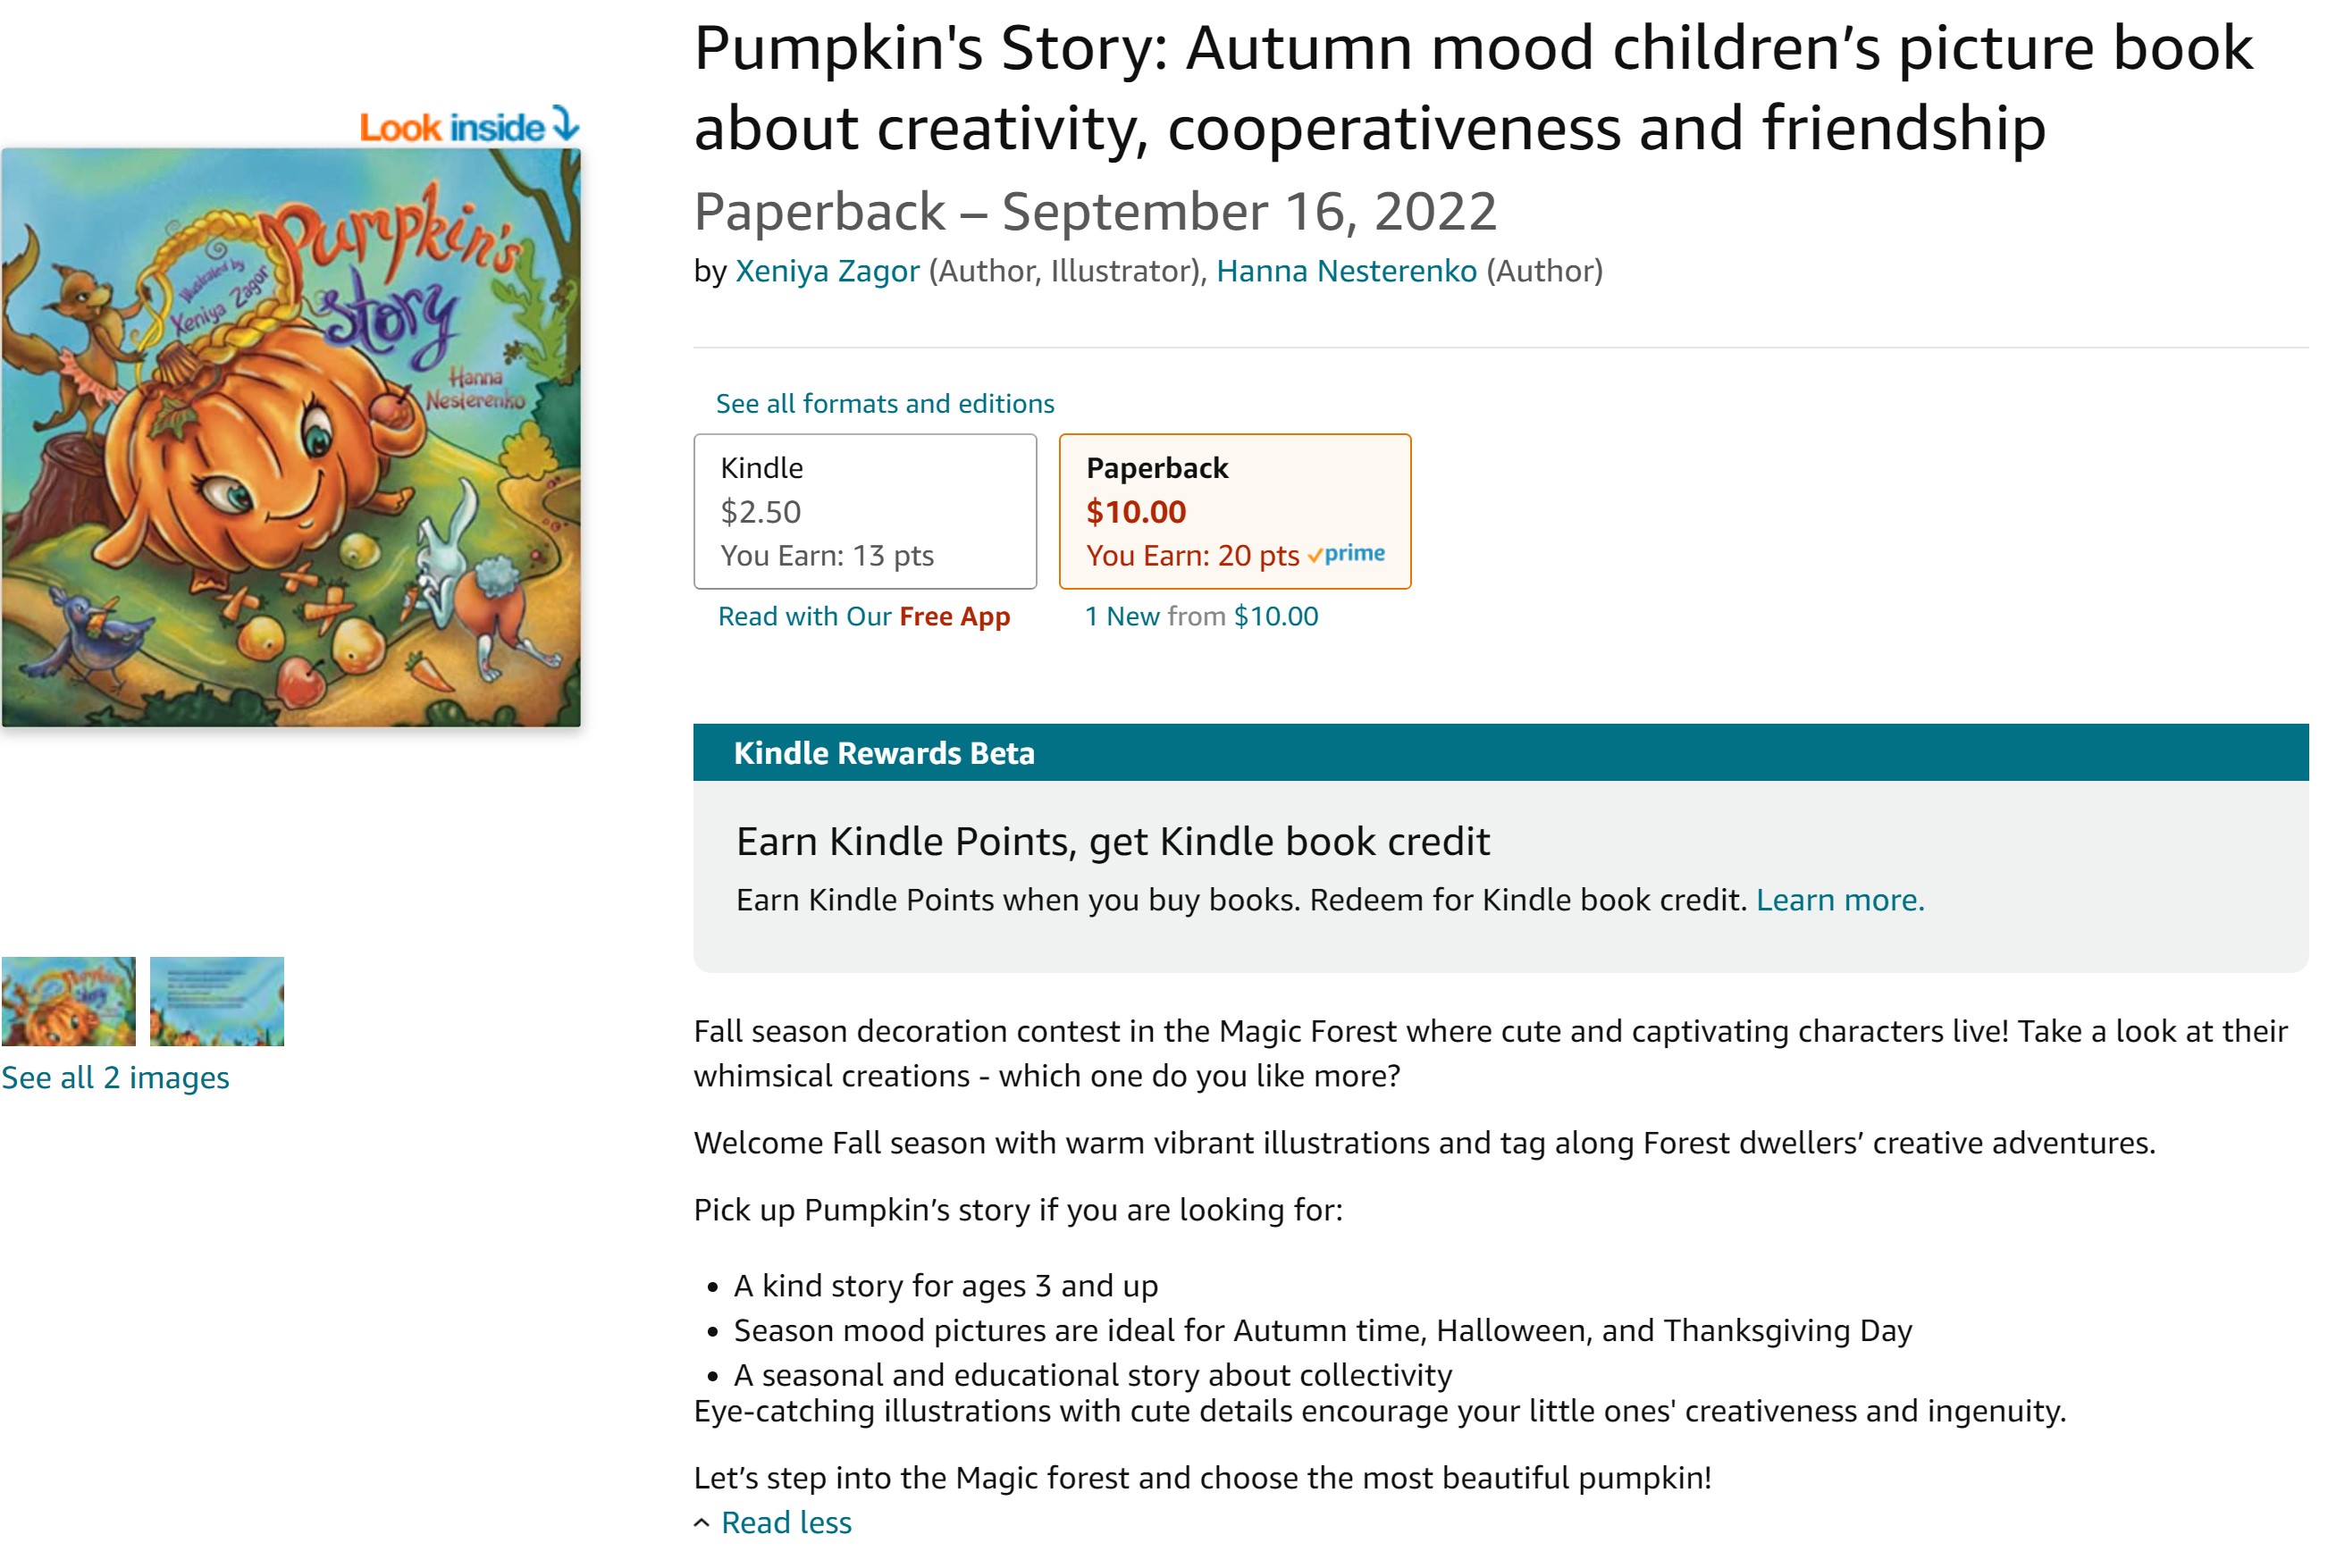 Pumpkin's Story: Autumn mood children’s picture book
about creativity, cooperativeness and friendship
Paperback – September 16, 2022
by Xeniya Zagor (Author, Illustrator), Hanna Nesterenko (Author)
Look inside
Pumpkin's
Story
Illustrated by
Xeniya Zagor
Hanna
Nesterenko
See all formats and editions
Kindle
$2.50
You Earn: 13 pts
Read with Our Free App
Paperback
$10.00
You Earn: 20 pts prime
1 New from $10.00
Kindle Rewards Beta
Earn Kindle Points, get Kindle book credit
Earn Kindle Points when you buy books. Redeem for Kindle book credit. Learn more.
See all 2 images
Fall season decoration contest in the Magic Forest where cute and captivating characters live! Take a look at their
whimsical creations - which one do you like more?
Welcome Fall season with warm vibrant illustrations and tag along Forest dwellers’ creative adventures.
Pick up Pumpkin’s story if you are looking for:
• A kind story for ages 3 and up
• Season mood pictures are ideal for Autumn time, Halloween, and Thanksgiving Day
• A seasonal and educational story about collectivity
Eye-catching illustrations with cute details encourage your little ones' creativeness and ingenuity.
Let’s step into the Magic forest and choose the most beautiful pumpkin!
Read less